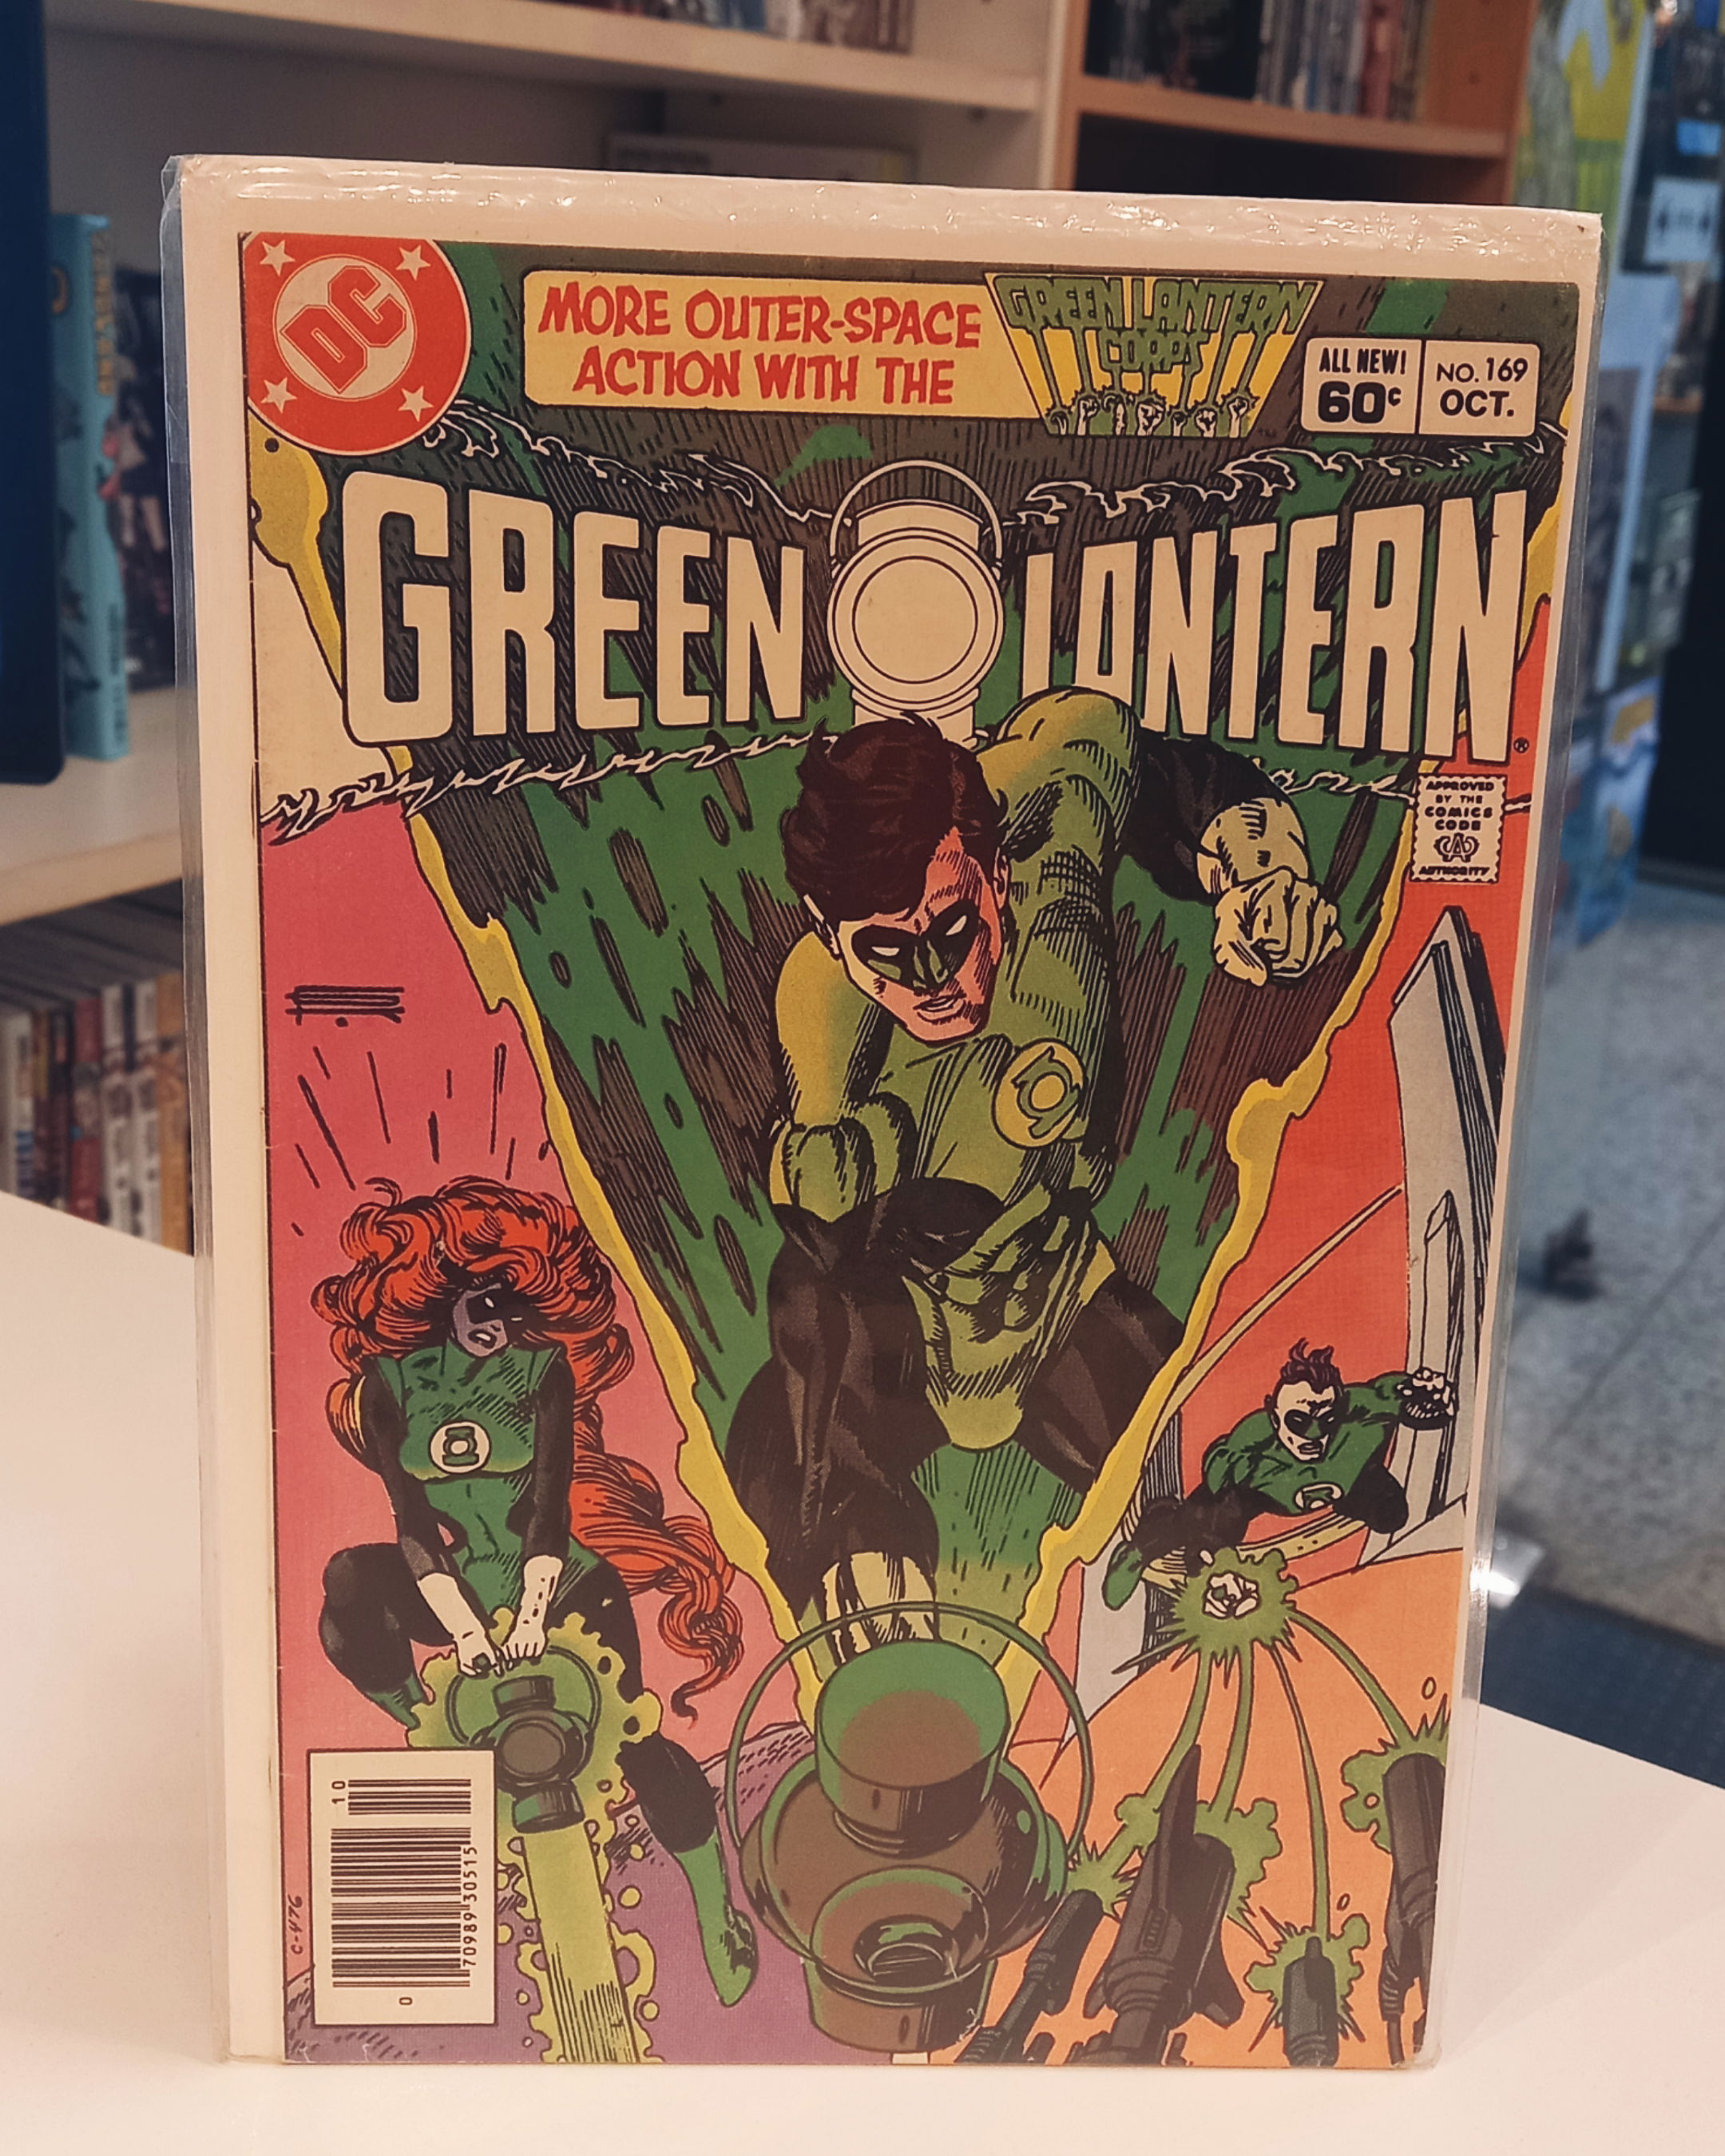 DC
MORE OUTER-SPACE
ACTION WITH THE
GREEN LANTERN
CORPS
ALL NEW!
60¢
NO. 169
OCT.
GREEN LANTERN®
APPROVED
BY THE
COMICS
CODE
CA
AUTHORITY
10
70989 30515
0
C-476